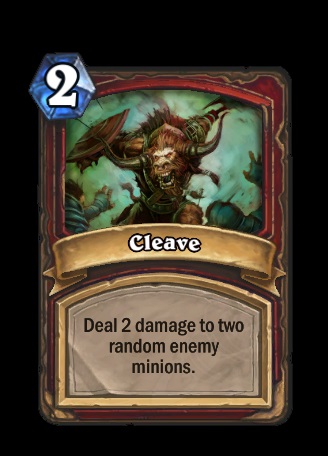 2
Cleave
Deal 2 damage to two
random enemy
minions.